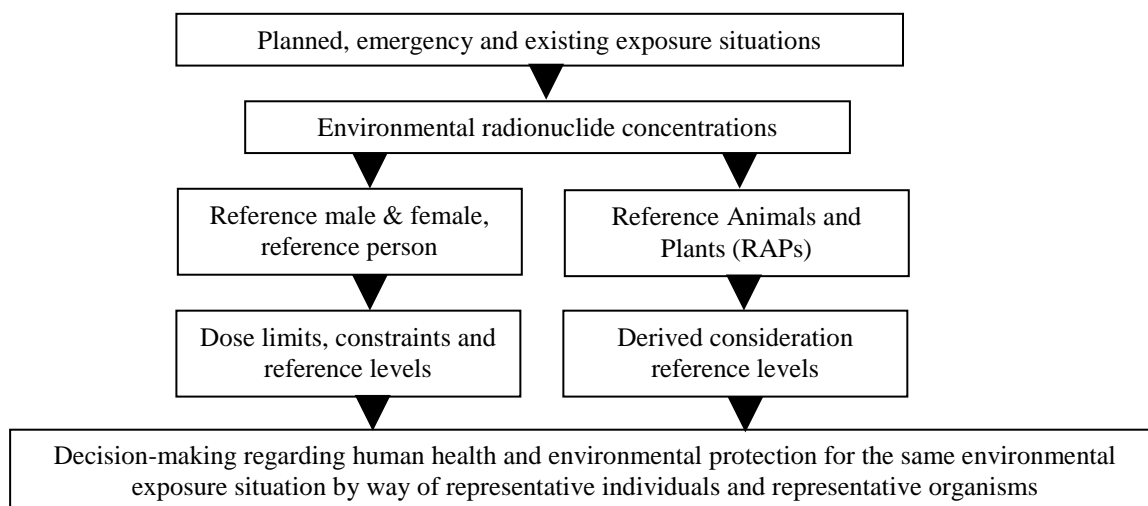 Planned, emergency and existing exposure situations
Environmental radionuclide concentrations
Reference male & female,
reference person
Reference Animals and
Plants (RAPs)
Dose limits, constraints and
reference levels
Derived consideration
reference levels
Decision-making regarding human health and environmental protection for the same environmental
exposure situation by way of representative individuals and representative organisms